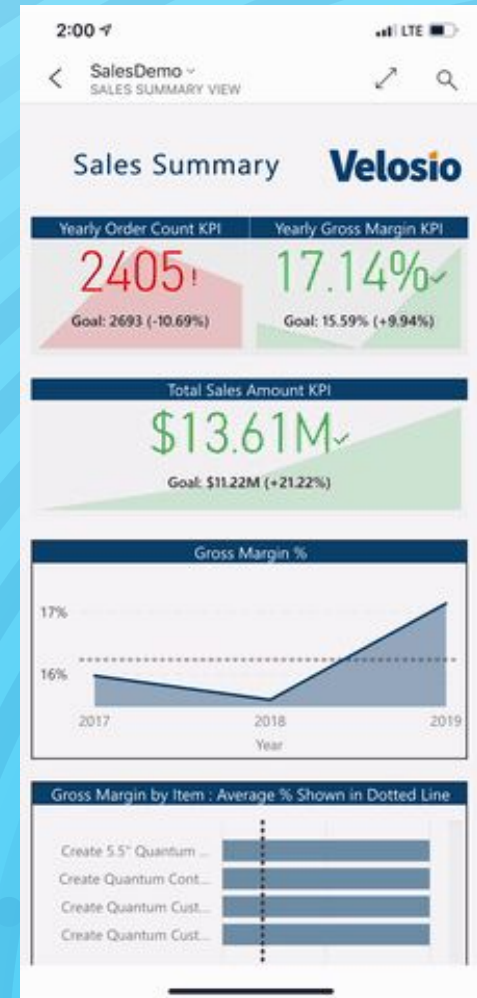 2:00
LTE
SalesDemo
SALES SUMMARY VIEW
Sales Summary
Velosio
Yearly Order Count KPI
Yearly Gross Margin KPI
2405!
17.14%
Goal: 2693 (-10.69%)
Goal: 15.59% (+9.94%)
Total Sales Amount KPI
$13.61M
Goal: $11.22M (+21.22%)
Gross Margin %
17%
16%
2017
2018
2019
Year
Gross Margin by Item : Average % Shown in Dotted Line
Create 5.5" Quantum ...
Create Quantum Cont...
Create Quantum Cust...
Create Quantum Cust...